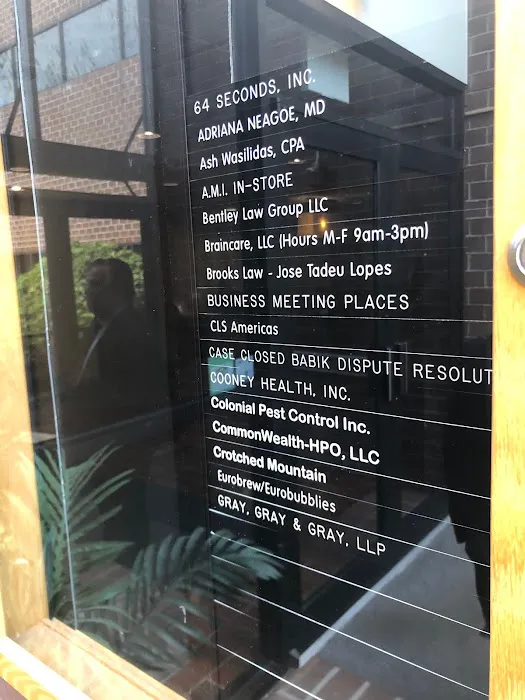 64 SECONDS, INC.
ADRIANA NEAGOE, MD
Ash Wasilidas, CPA
A.M.I. IN-STORE
Bentley Law Group LLC
Braincare, LLC (Hours M-F 9am-3pm)
Brooks Law - Jose Tadeu Lopes
BUSINESS MEETING PLACES
CLS Americas
CASE CLOSED BABIK DISPUTE RESOLUT
COONEY HEALTH, INC.
Colonial Pest Control Inc.
CommonWealth-HPO, LLC
Crotched Mountain
Eurobrew/Eurobubblies
GRAY, GRAY & GRAY, LLP